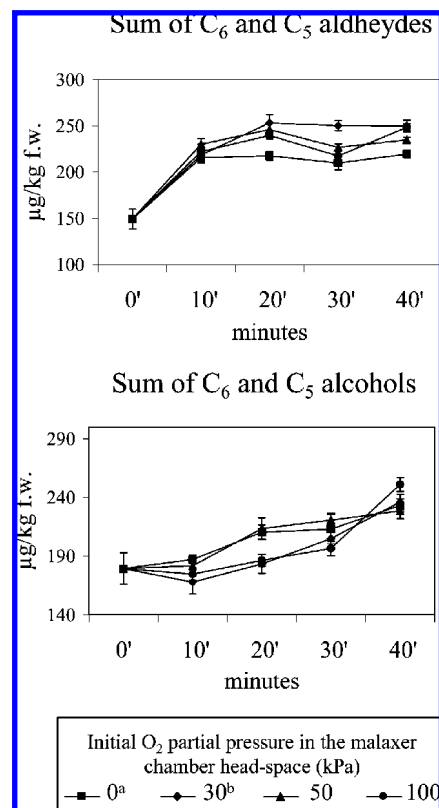 Sum of C6 and C5 aldheydes
300
250
200
150
100
µg/kg f.w.
0' 10' 20' 30' 40'
minutes
Sum of C6 and C5 alcohols
290
240
190
140
µg/kg f.w.
0' 10' 20' 30' 40'
minutes
Initial O2 partial pressure in the malaxer
chamber head-space (kPa)
0a 30b 50 100